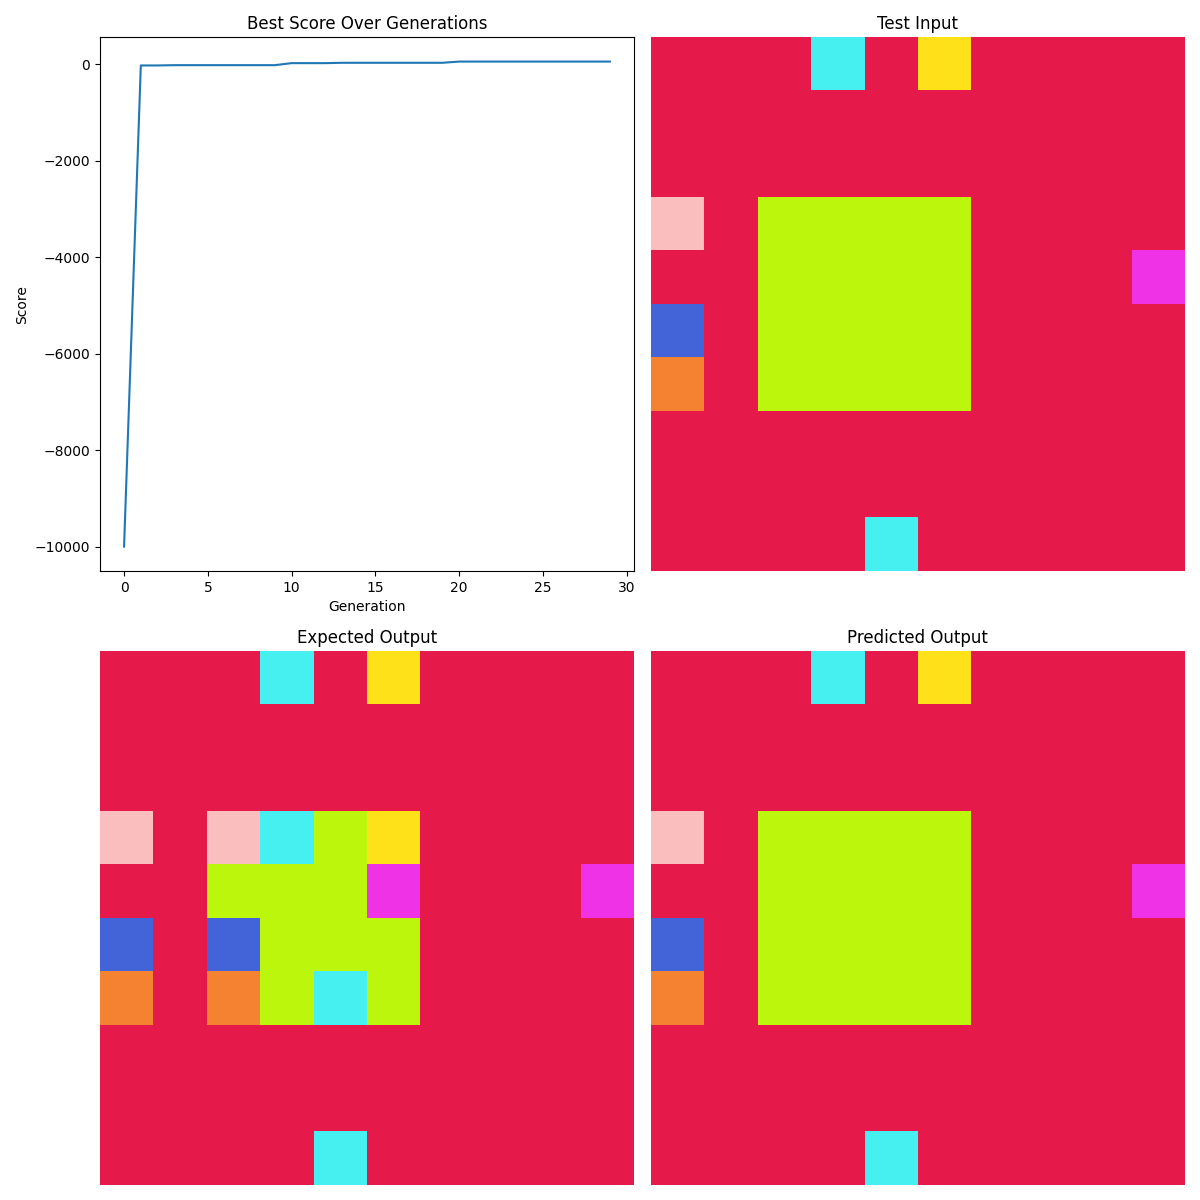 Best Score Over Generations
Test Input
0
−2000
−4000
−6000
−8000
−10000
Score
0 5 10 15 20 25 30
Generation
Expected Output
Predicted Output